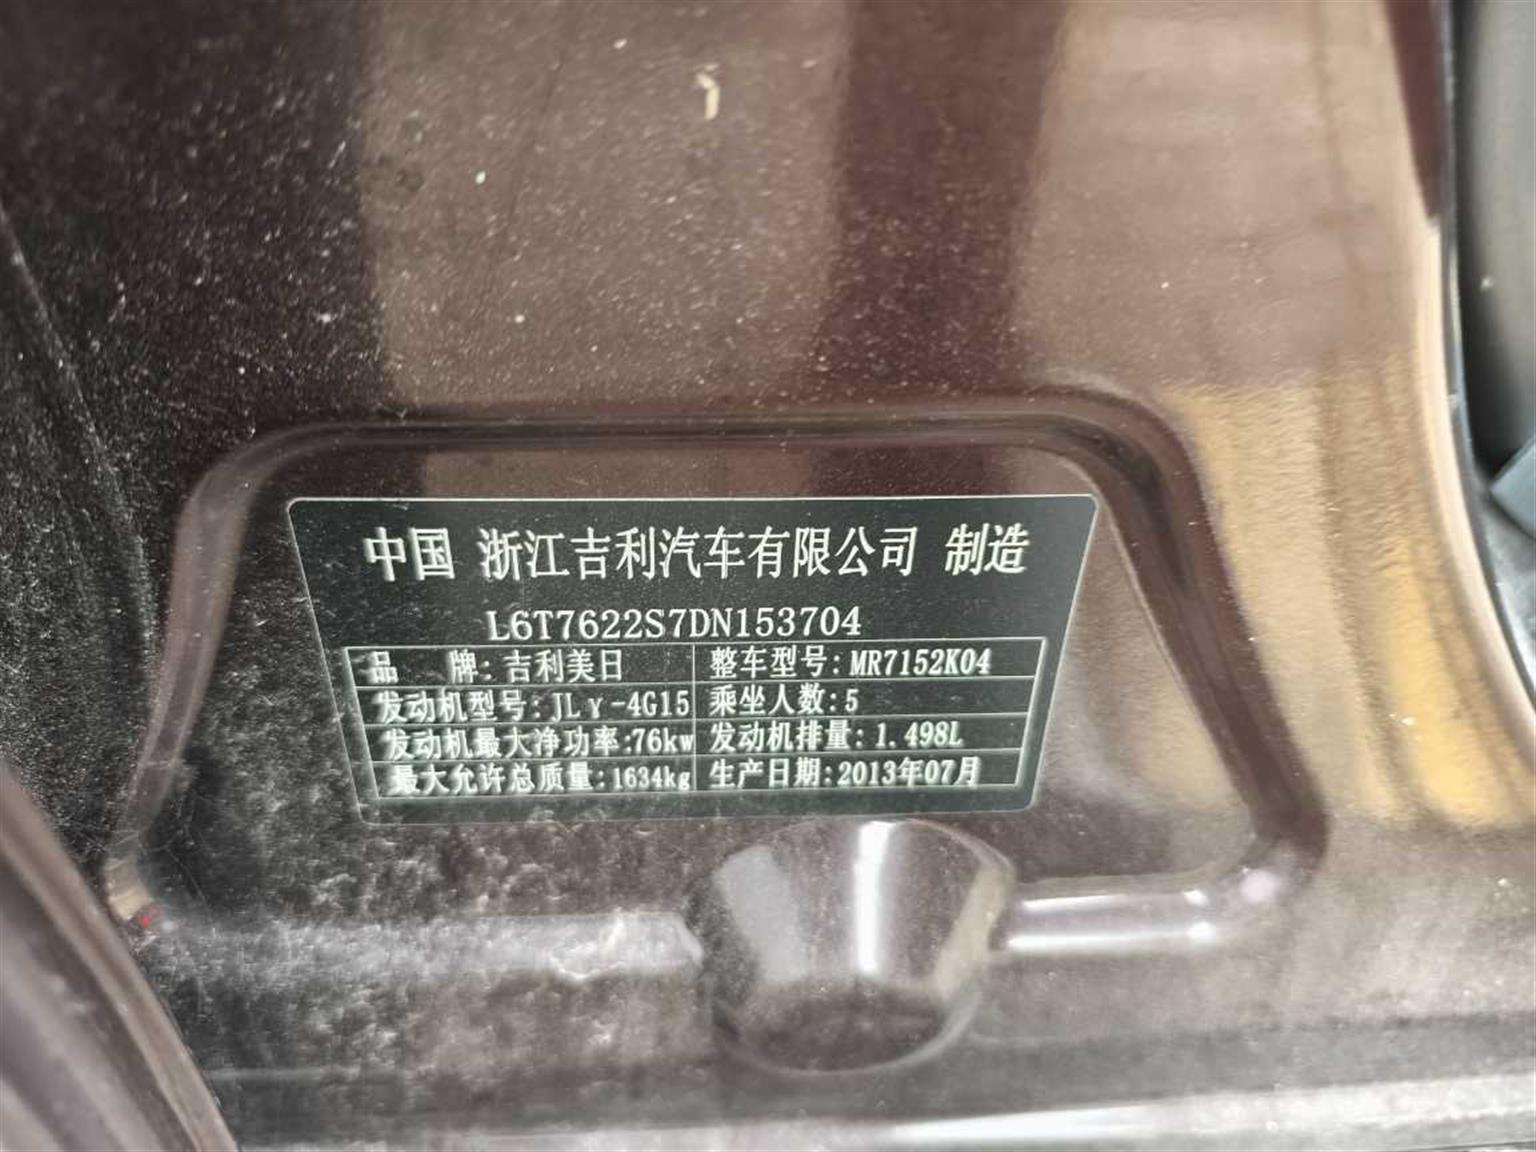 中国 浙江吉利汽车有限公司 制造
L6T7622S7DN153704
品 牌:吉利美日 整车型号:MR7152K04
发动机型号:JLγ-4G15 乘坐人数:5
发动机最大净功率:76kw 发动机排量:1.498L
最大允许总质量:1634kg 生产日期:2013年07月